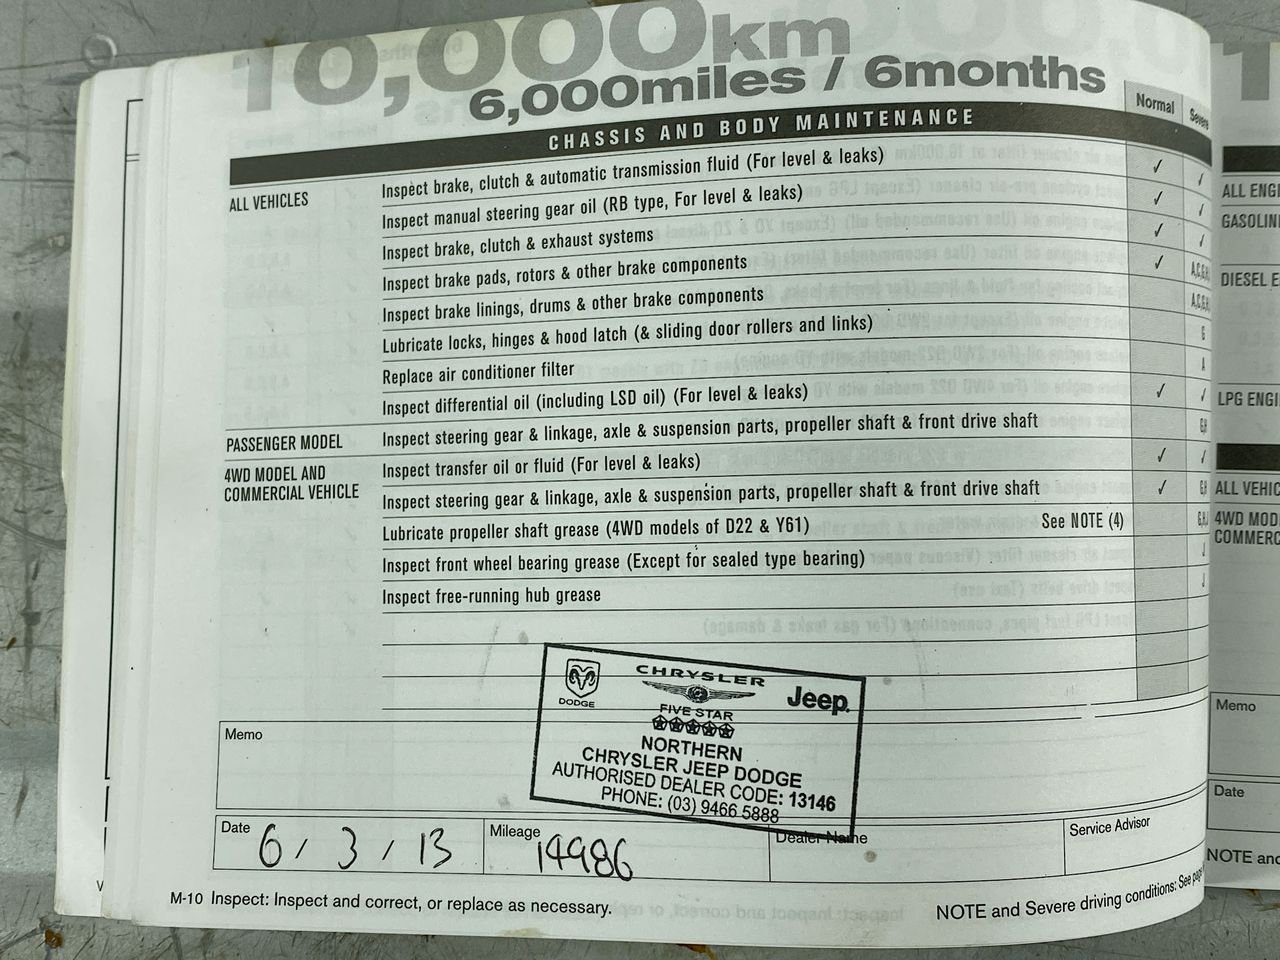 10,000km
6,000miles / 6months
CHASSIS AND BODY MAINTENANCE
Normal
Severe
ALL VEHICLES
Inspect brake, clutch & automatic transmission fluid (For level & leaks) ✓ ✓
Inspect manual steering gear oil (RB type, For level & leaks) ✓ ✓
Inspect brake, clutch & exhaust systems ✓ ✓
Inspect brake pads, rotors & other brake components ✓ A,C,G,H
Inspect brake linings, drums & other brake components A,C,G,H
Lubricate locks, hinges & hood latch (& sliding door rollers and links) G
Replace air conditioner filter A
Inspect differential oil (including LSD oil) (For level & leaks) ✓ ✓
PASSENGER MODEL
Inspect steering gear & linkage, axle & suspension parts, propeller shaft & front drive shaft G,H
4WD MODEL AND
COMMERCIAL VEHICLE
Inspect transfer oil or fluid (For level & leaks) ✓ ✓
Inspect steering gear & linkage, axle & suspension parts, propeller shaft & front drive shaft ✓ G,H
Lubricate propeller shaft grease (4WD models of D22 & Y61) See NOTE (4) G,H,J
Inspect front wheel bearing grease (Except for sealed type bearing) J
Inspect free-running hub grease J
DODGE
CHRYSLER
Jeep
FIVE STAR
NORTHERN
CHRYSLER JEEP DODGE
AUTHORISED DEALER CODE: 13146
PHONE: (03) 9466 5888
Memo
Date 6/3/13
Mileage 14986
Dealer Name
Service Advisor
M-10 Inspect: Inspect and correct, or replace as necessary.
NOTE and Severe driving conditions: See page
ALL ENGI
GASOLIN
DIESEL E
LPG ENGI
ALL VEHIC
4WD MOD
COMMERC
Memo
Date
NOTE and